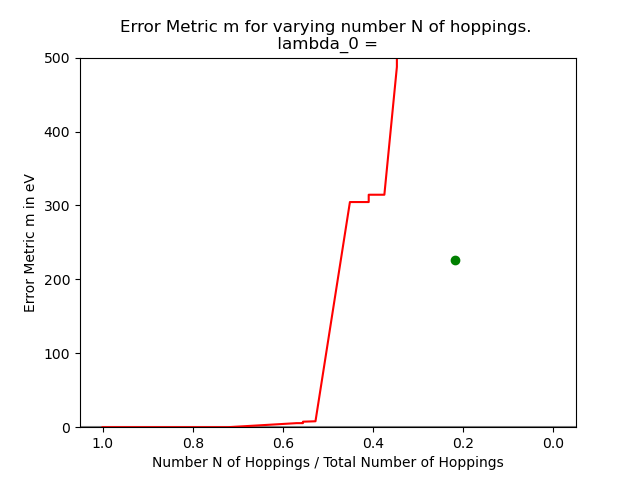 Error Metric m for varying number N of hoppings.
lambda_0 =
Error Metric m in eV
500
400
300
200
100
0
1.0 0.8 0.6 0.4 0.2 0.0
Number N of Hoppings / Total Number of Hoppings